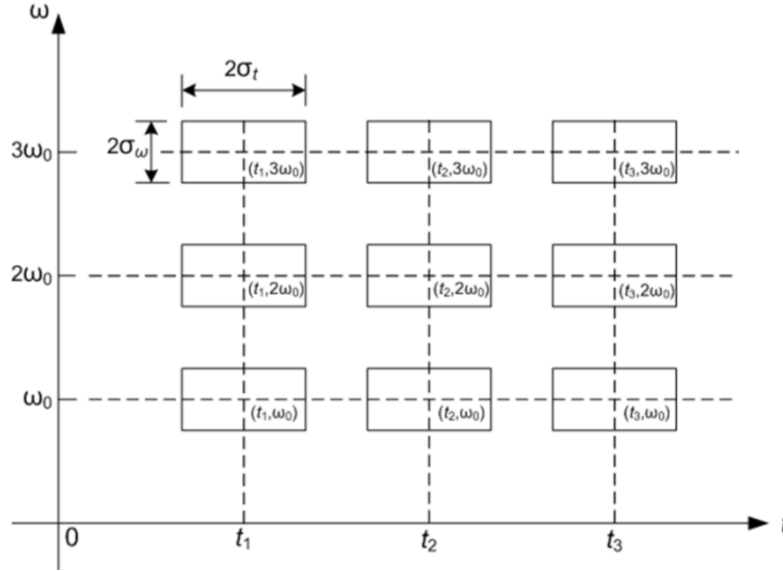 ω
2σt
3ω0
2σω
(t1,3ω0)
(t2,3ω0)
(t3,3ω0)
2ω0
(t1,2ω0)
(t2,2ω0)
(t3,2ω0)
ω0
(t1,ω0)
(t2,ω0)
(t3,ω0)
0
t1
t2
t3
t